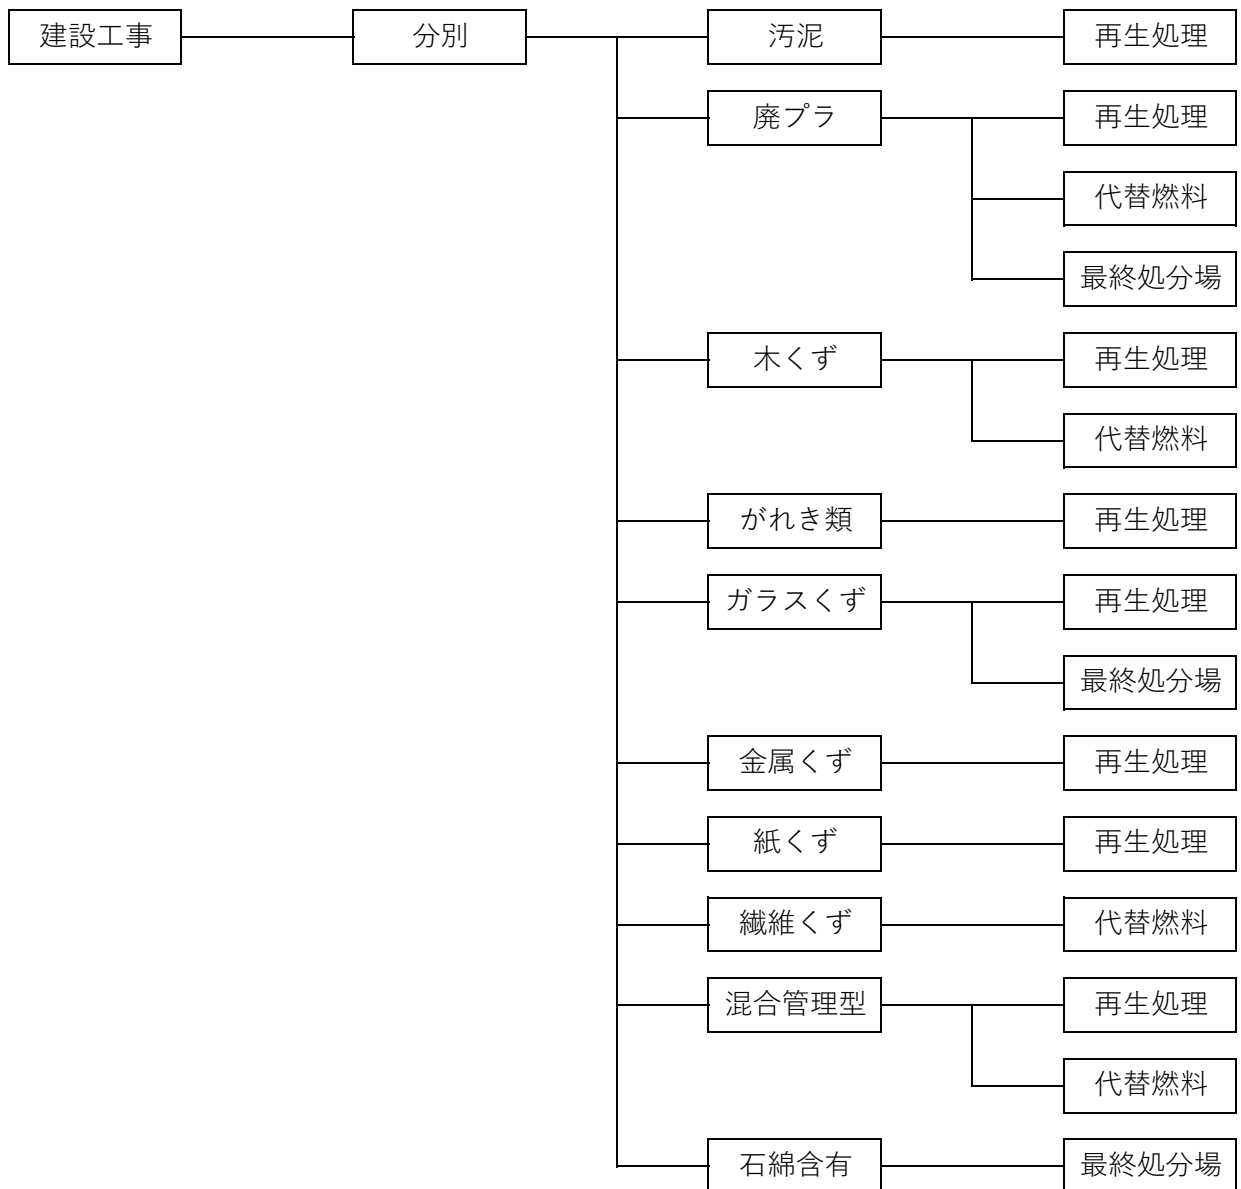 建設工事
分別
汚泥
再生処理
廃プラ
再生処理
代替燃料
最終処分場
木くず
再生処理
代替燃料
がれき類
再生処理
ガラスくず
再生処理
最終処分場
金属くず
再生処理
紙くず
再生処理
繊維くず
代替燃料
混合管理型
再生処理
代替燃料
石綿含有
最終処分場